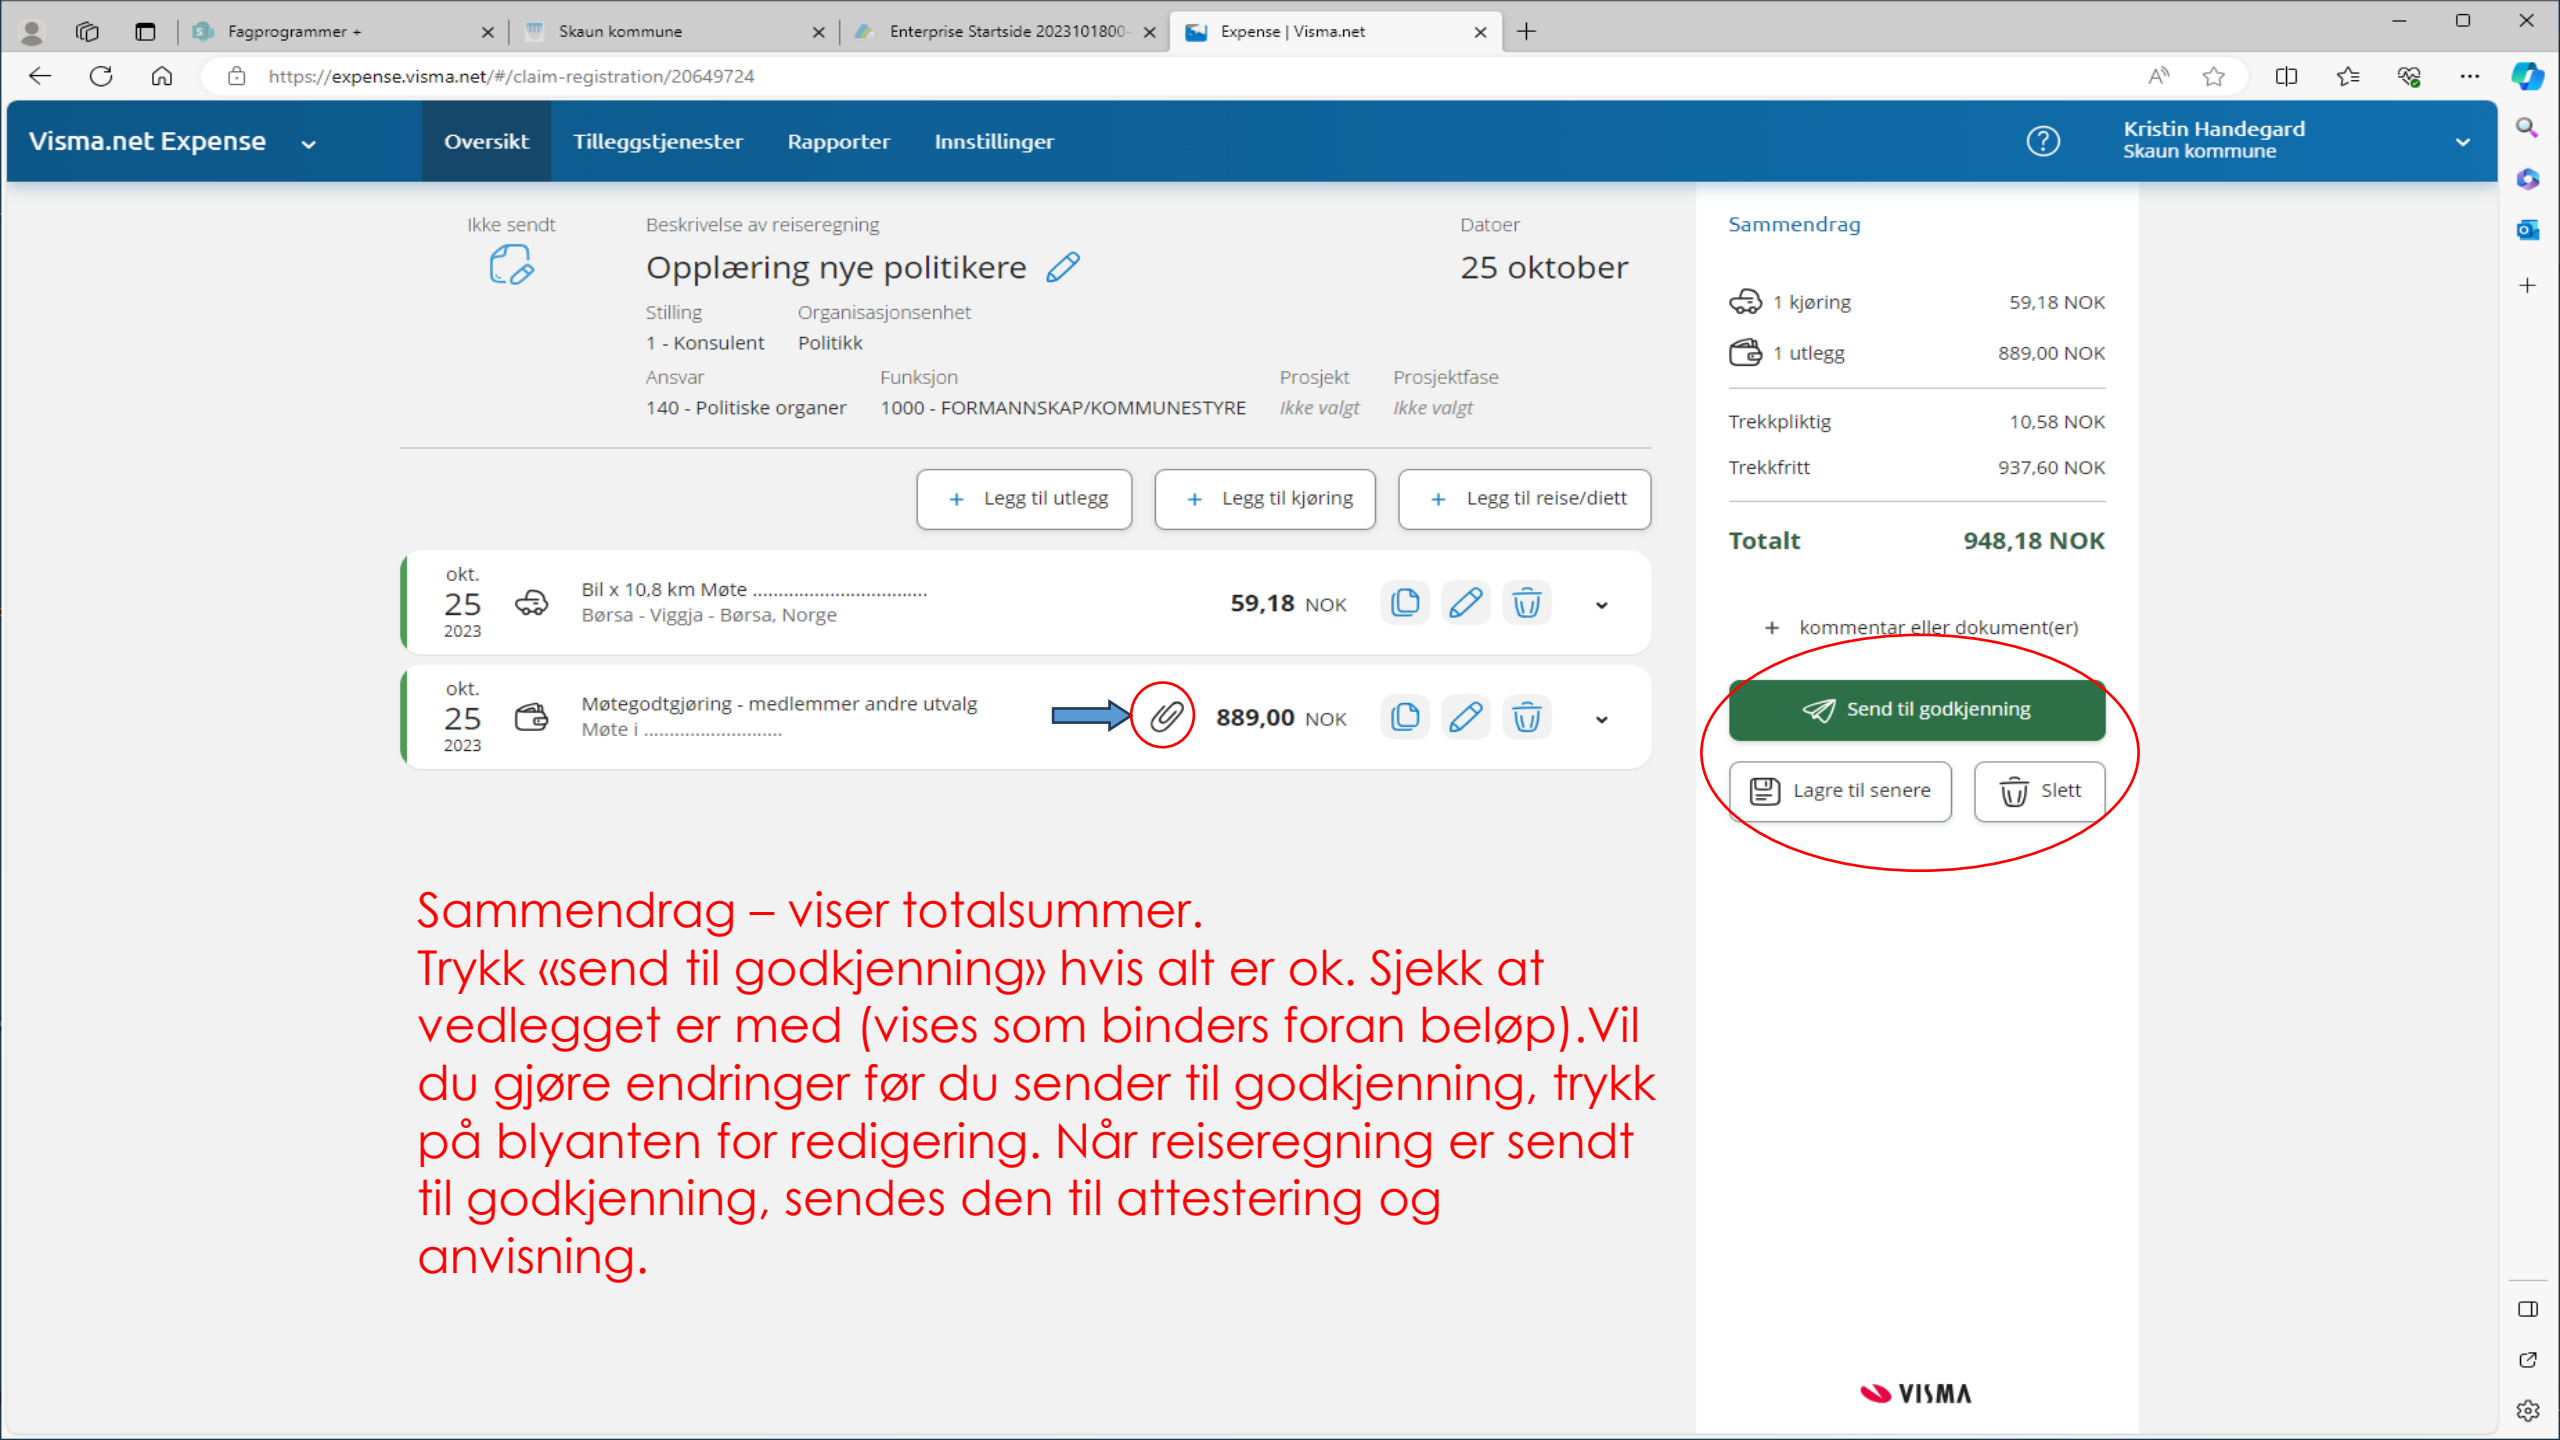 Fagprogrammer +
Skaun kommune
Enterprise Startside 2023101800-
Expense | Visma.net
https://expense.visma.net/#/claim-registration/20649724
Visma.net Expense
Oversikt
Tilleggstjenester
Rapporter
Innstillinger
Kristin Handegard
Skaun kommune
Ikke sendt
Beskrivelse av reiseregning
Datoer
Opplæring nye politikere
25 oktober
Stilling Organisasjonsenhet
1 - Konsulent Politikk
Ansvar Funksjon Prosjekt Prosjektfase
140 - Politiske organer 1000 - FORMANNSKAP/KOMMUNESTYRE Ikke valgt Ikke valgt
+ Legg til utlegg
+ Legg til kjøring
+ Legg til reise/diett
okt.
25
2023
Bil x 10,8 km Møte ..................................
Børsa - Viggja - Børsa, Norge
59,18 NOK
okt.
25
2023
Møtegodtgjøring - medlemmer andre utvalg
Møte i ...........................
889,00 NOK
Sammendrag
1 kjøring 59,18 NOK
1 utlegg 889,00 NOK
Trekkpliktig 10,58 NOK
Trekkfritt 937,60 NOK
Totalt 948,18 NOK
+ kommentar eller dokument(er)
Send til godkjenning
Lagre til senere
Slett
Sammendrag – viser totalsummer.
Trykk «send til godkjenning» hvis alt er ok. Sjekk at
vedlegget er med (vises som binders foran beløp).Vil
du gjøre endringer før du sender til godkjenning, trykk
på blyanten for redigering. Når reiseregning er sendt
til godkjenning, sendes den til attestering og
anvisning.
VISMA